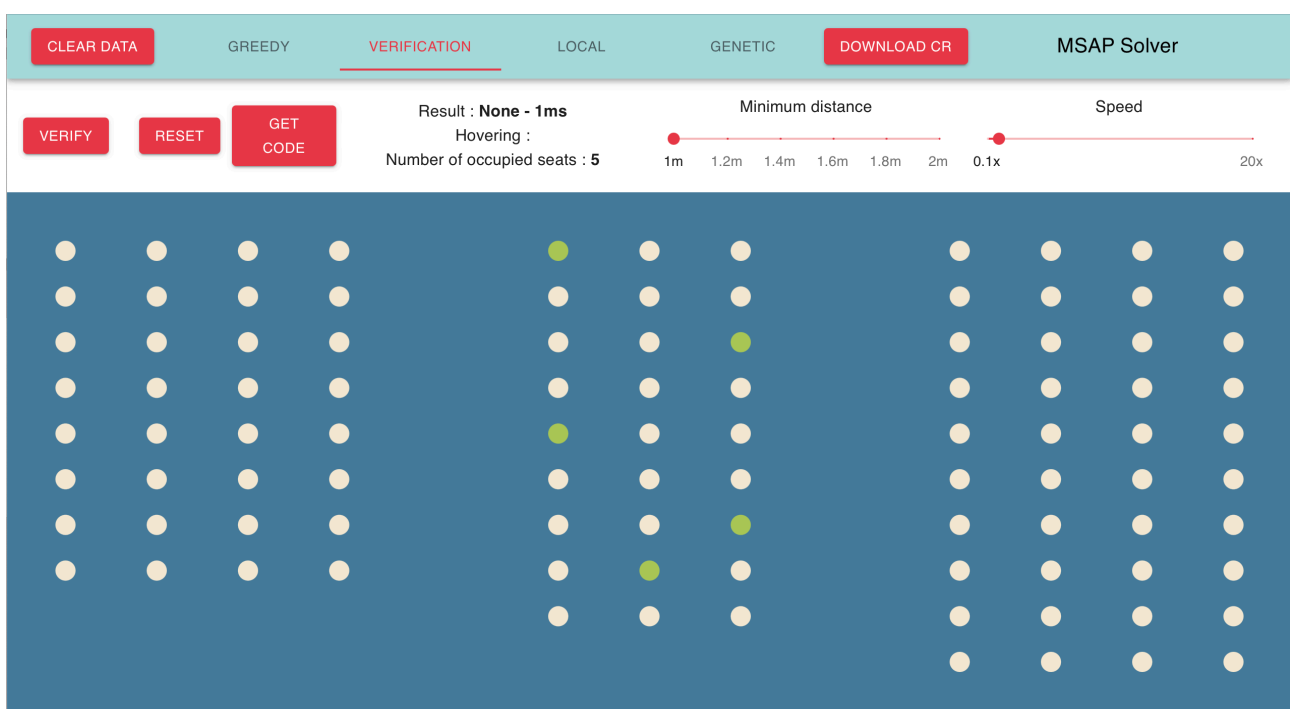 CLEAR DATA
GREEDY
VERIFICATION
LOCAL
GENETIC
DOWNLOAD CR
MSAP Solver
VERIFY
RESET
GET
CODE
Result : None - 1ms
Hovering :
Number of occupied seats : 5
Minimum distance
1m 1.2m 1.4m 1.6m 1.8m 2m
Speed
0.1x 20x